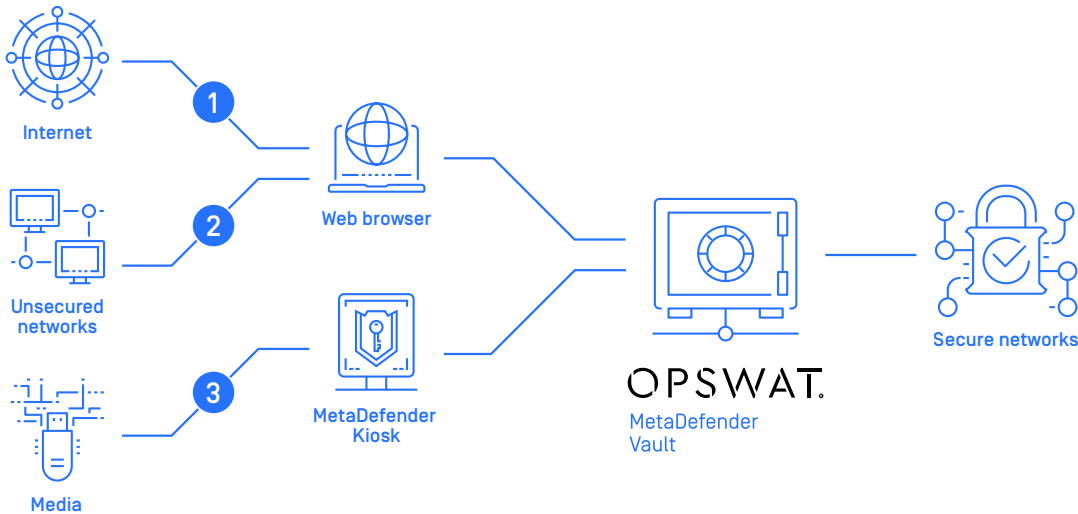 1
Internet
2
Web browser
Unsecured
networks
Secure networks
OPSWAT.
MetaDefender
Vault
3
MetaDefender
Kiosk
Media